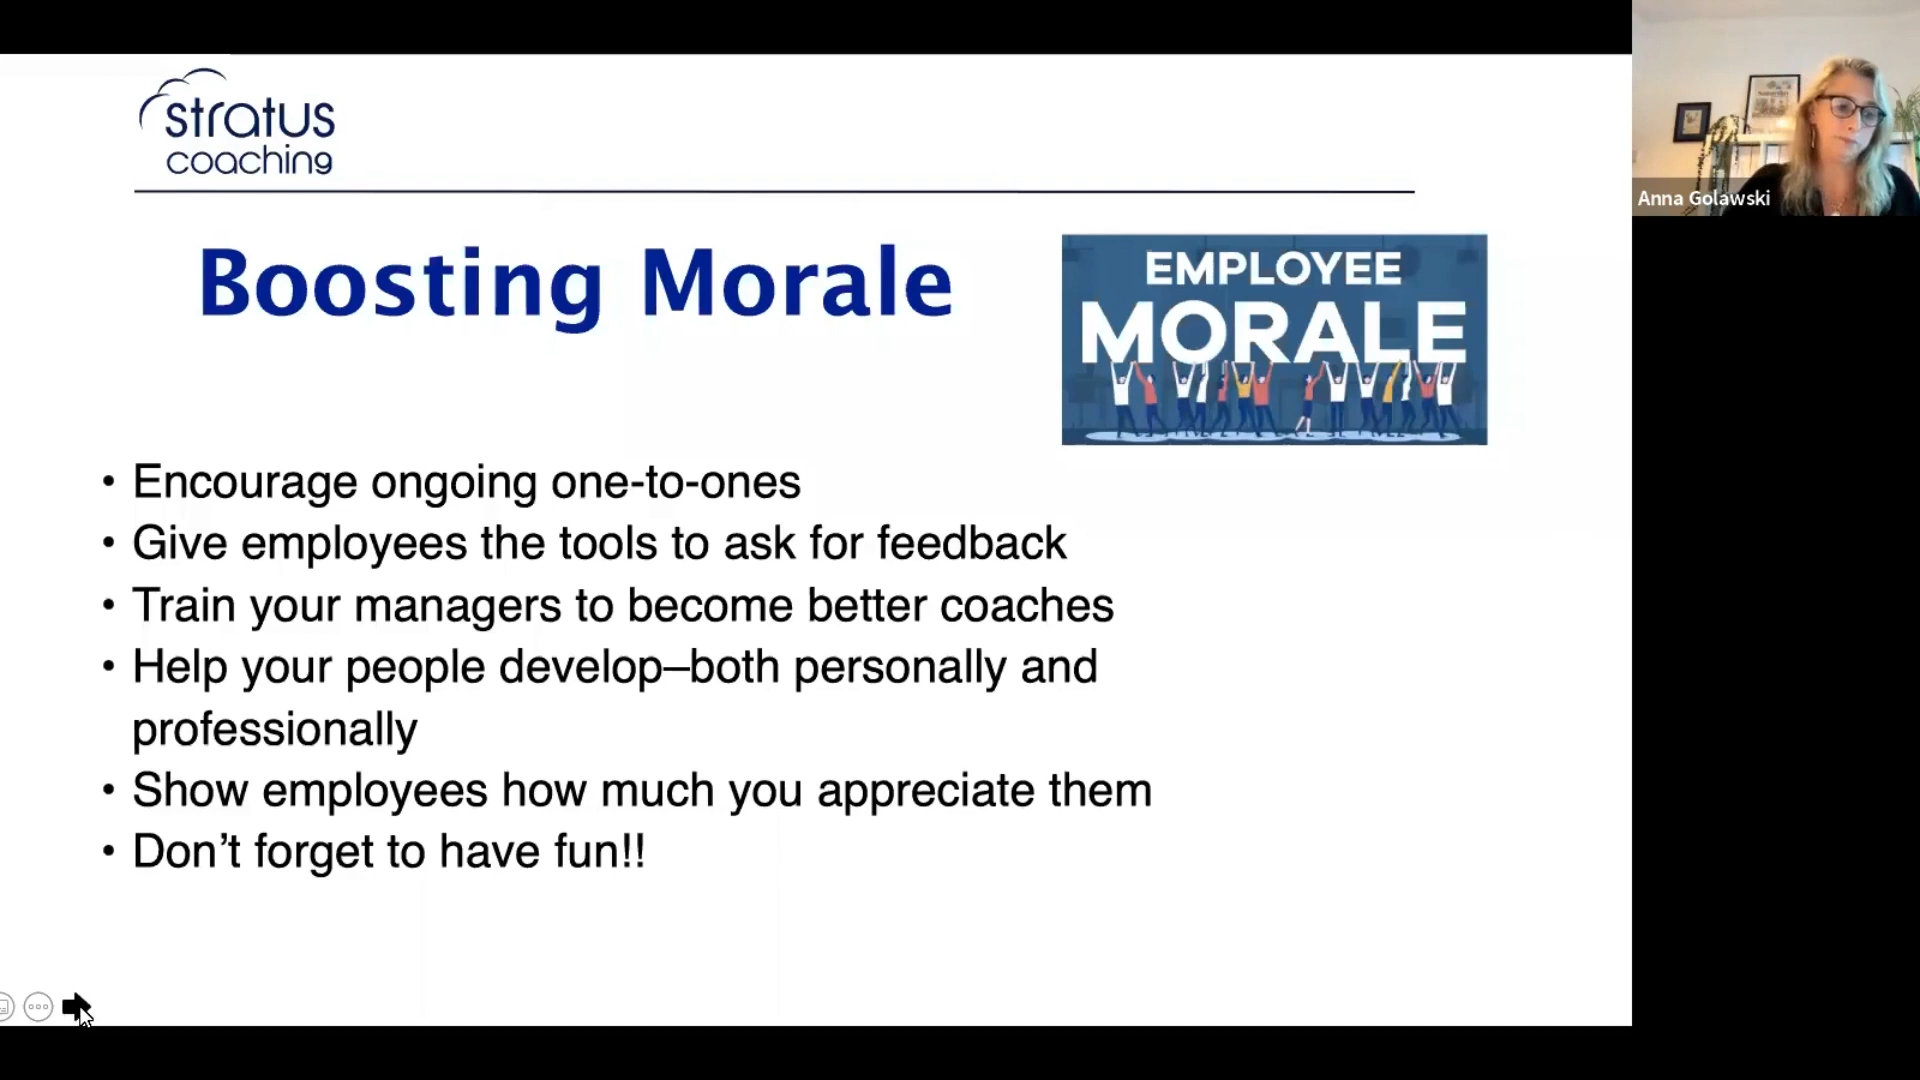 stratus
coaching
Anna Golawski
Boosting Morale
EMPLOYEE
MORALE
• Encourage ongoing one-to-ones
• Give employees the tools to ask for feedback
• Train your managers to become better coaches
• Help your people develop–both personally and
professionally
• Show employees how much you appreciate them
• Don’t forget to have fun!!